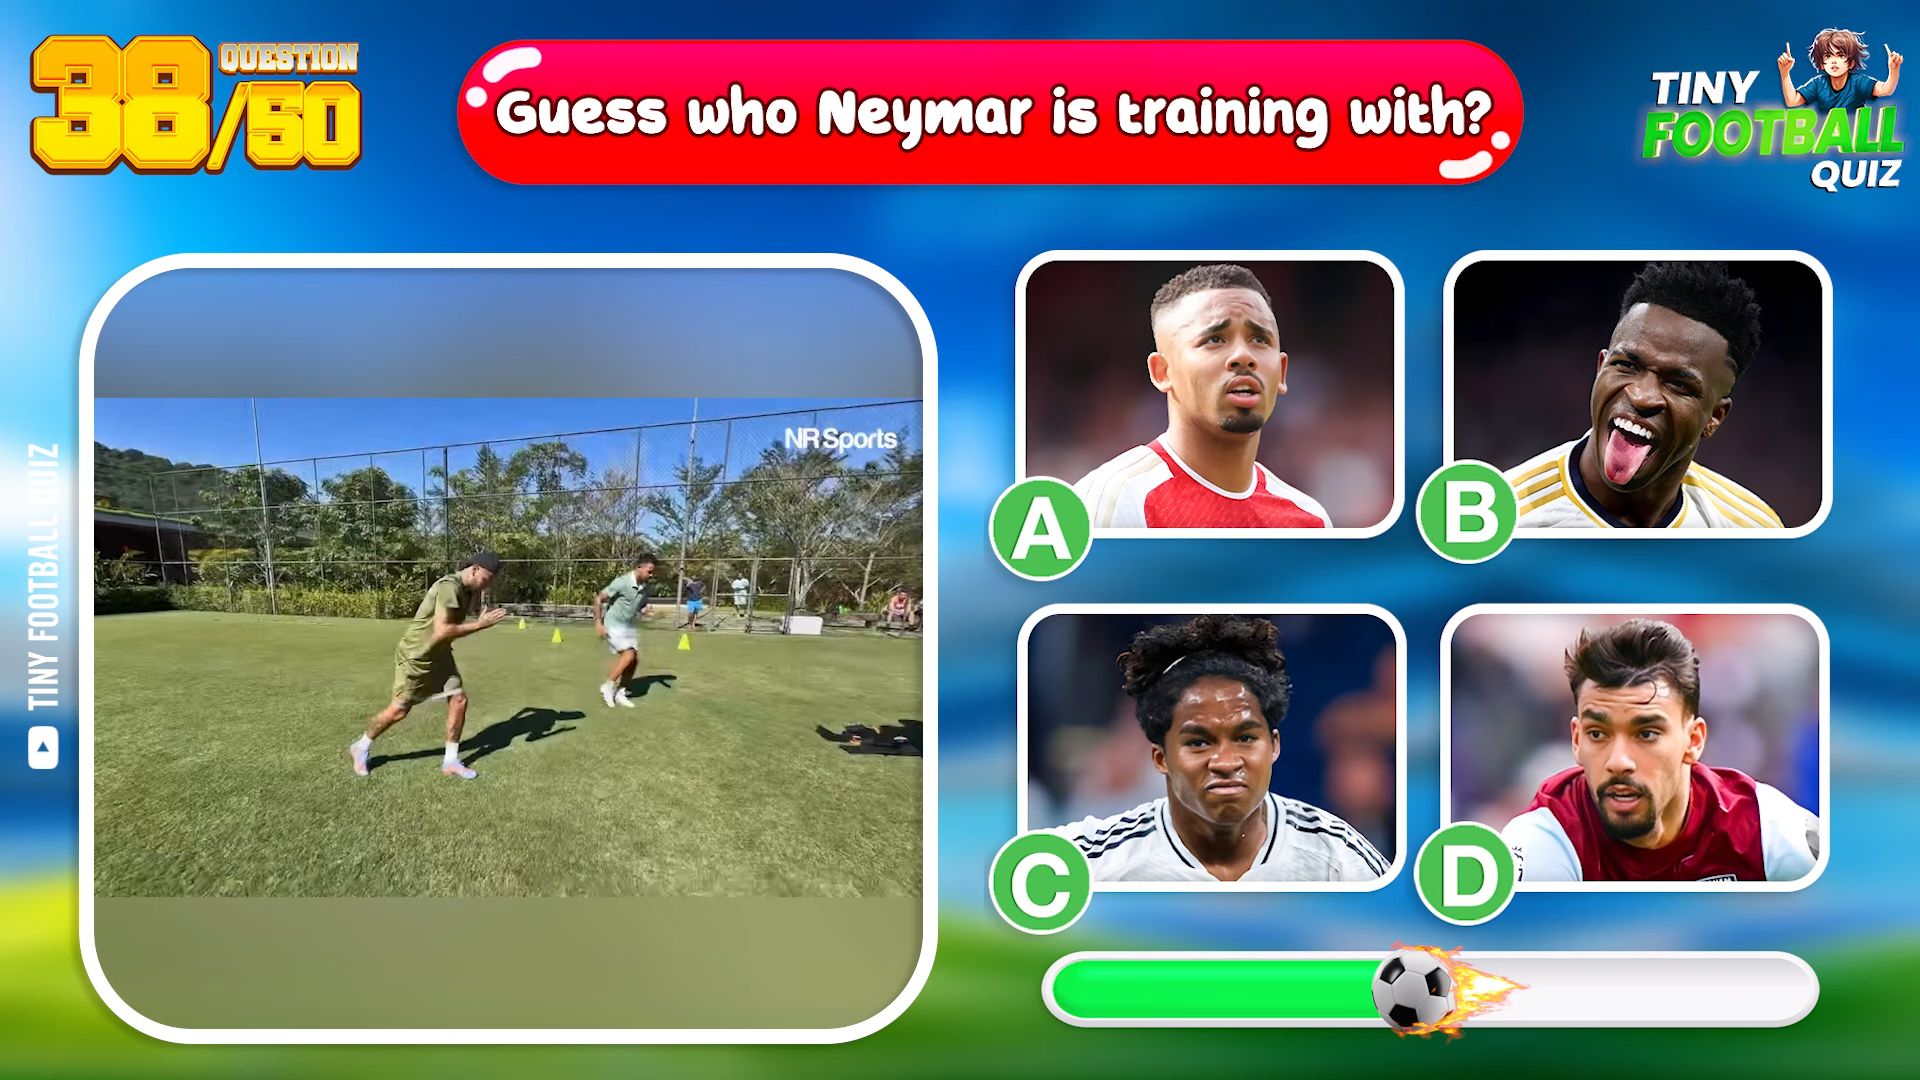 38/50
QUESTION
Guess who Neymar is training with?
TINY
FOOTBALL
QUIZ
NR Sports
A
B
C
D
TINY FOOTBALL QUIZ